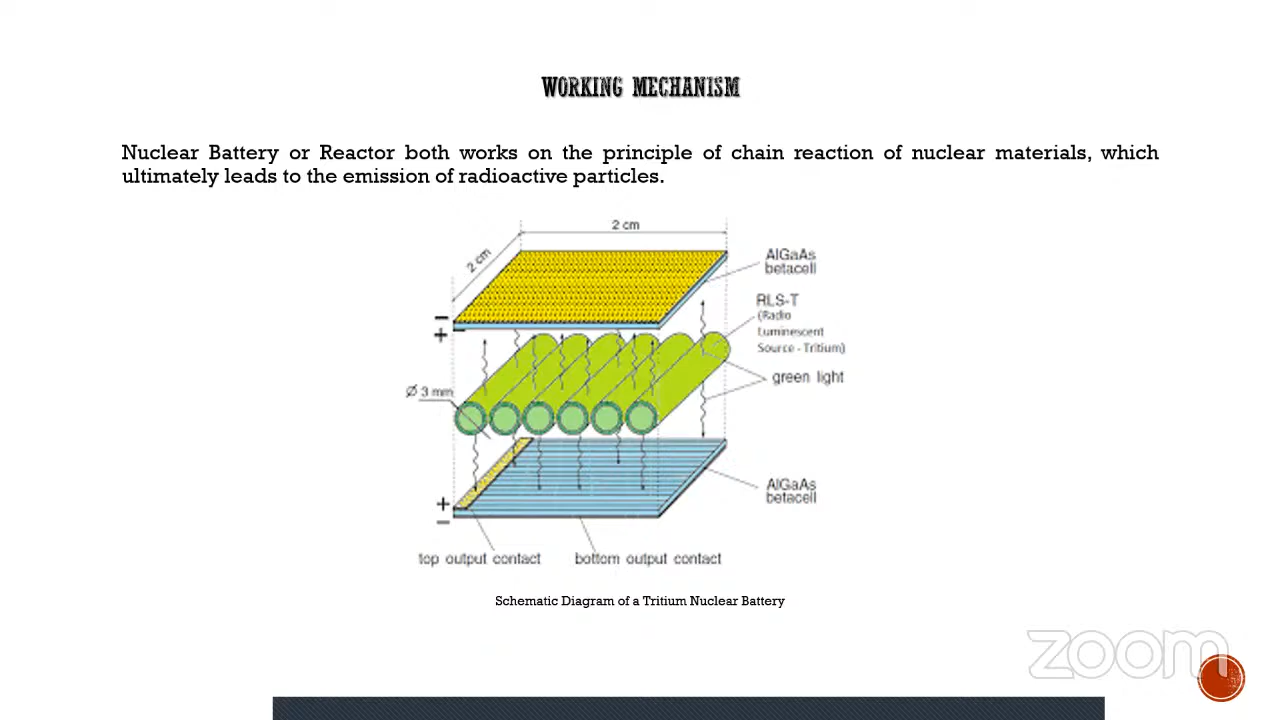 WORKING MECHANISM
Nuclear Battery or Reactor both works on the principle of chain reaction of nuclear materials, which
ultimately leads to the emission of radioactive particles.
2 cm
2 cm
AlGaAs
betacell
RLS-T
(Radio
Luminescent
Source - Tritium)
green light
Ø 3 mm
AlGaAs
betacell
top output contact
bottom output contact
Schematic Diagram of a Tritium Nuclear Battery
zoom